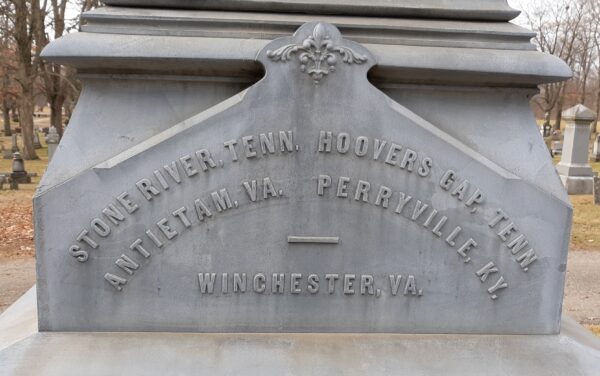 STONE RIVER, TENN. HOOVERS GAP, TENN.
ANTIETAM, VA. PERRYVILLE, KY.
WINCHESTER, VA.